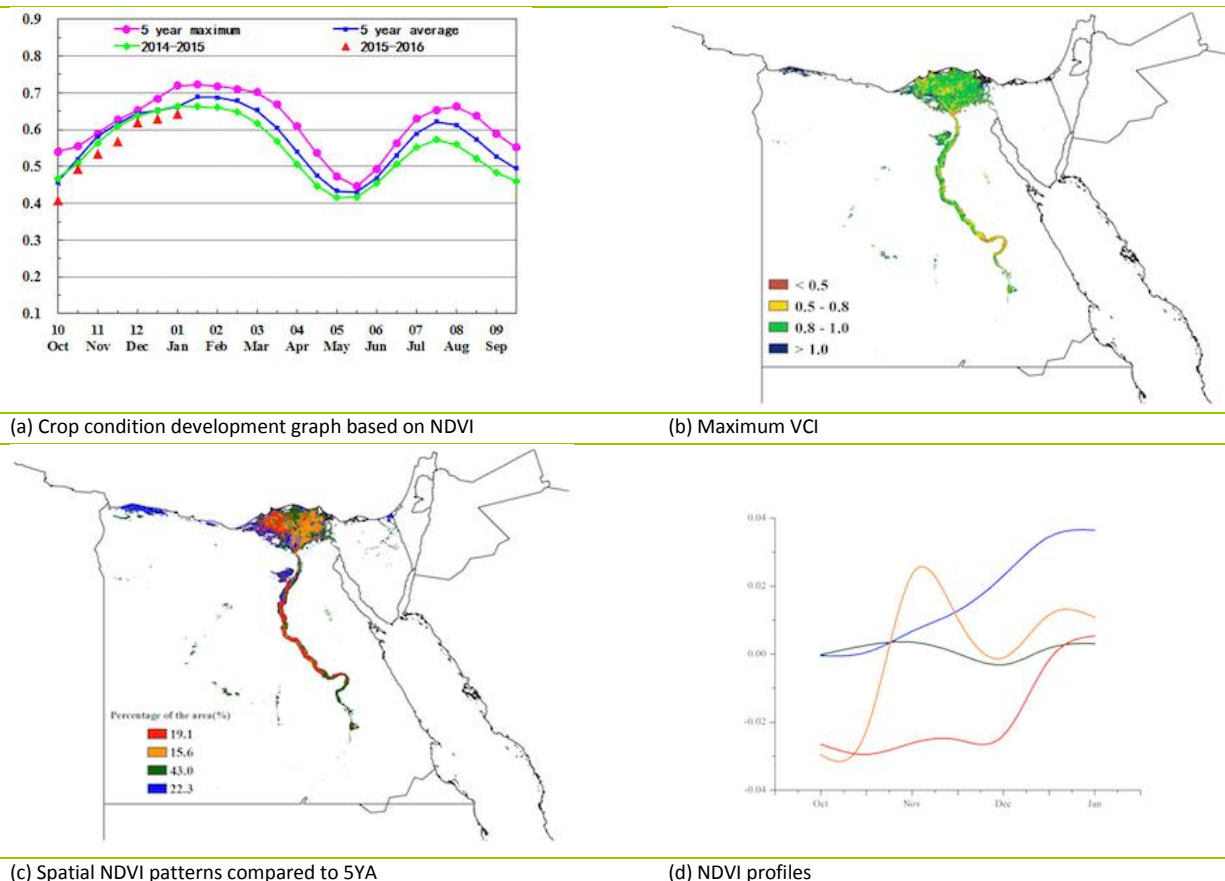 5 year maximum
5 year average
2014-2015
2015-2016
0.9
0.8
0.7
0.6
0.5
0.4
0.3
0.2
0.1
10 11 12 01 02 03 04 05 06 07 08 09
Oct Nov Dec Jan Feb Mar Apr May Jun Jul Aug Sep
< 0.5
0.5 - 0.8
0.8 - 1.0
> 1.0
(a) Crop condition development graph based on NDVI
(b) Maximum VCI
Percentage of the area(%)
19.1
15.6
43.0
22.3
0.04
0.02
0.00
-0.02
-0.04
Oct Nov Dec Jan
(c) Spatial NDVI patterns compared to 5YA
(d) NDVI profiles